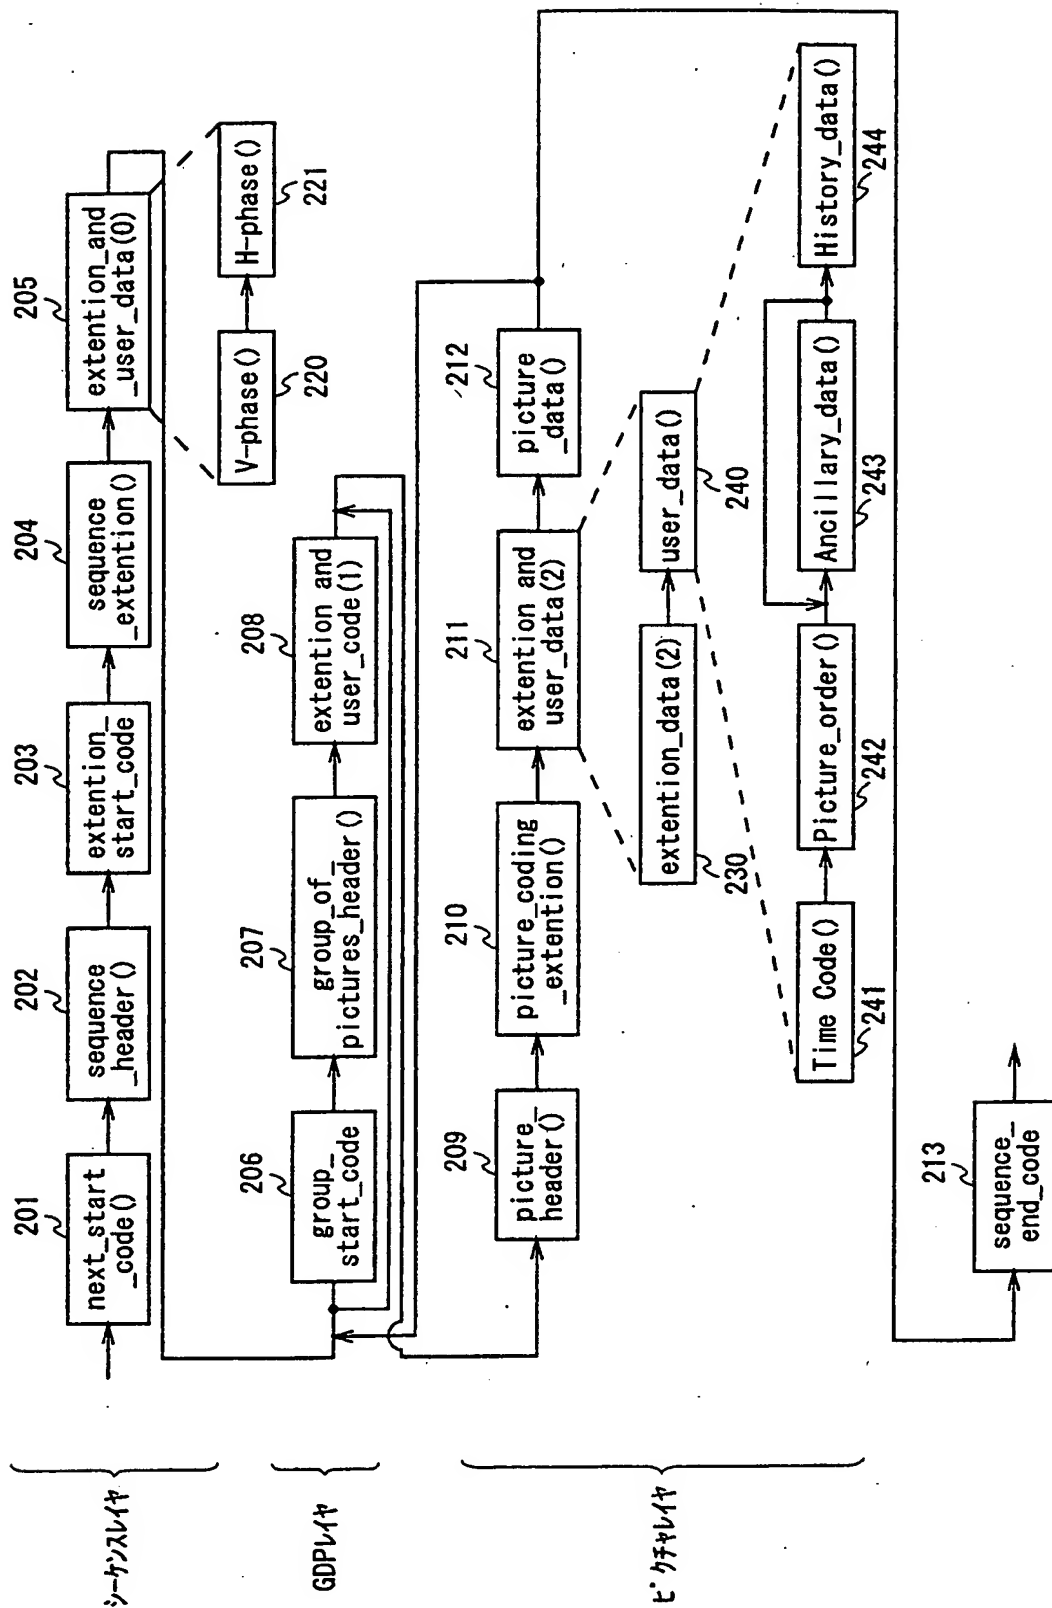 シーケンスレイヤ
201
next_start
_code()
202
sequence
_header()
203
extention_
start_code
204
sequence
_extention()
205
extention_and
_user_data(0)
V-phase()
220
H-phase()
221
GDPレイヤ
206
group_
start_code
207
group_of_
pictures_header()
208
extention and
user_code(1)
ピクチャレイヤ
209
picture_
header()
210
picture_coding
_extention()
211
extention and
user_data(2)
212
picture
_data()
extention_data(2)
230
user_data()
240
Time Code()
241
Picture_order()
242
Ancillary_data()
243
History_data()
244
213
sequence_
end_code